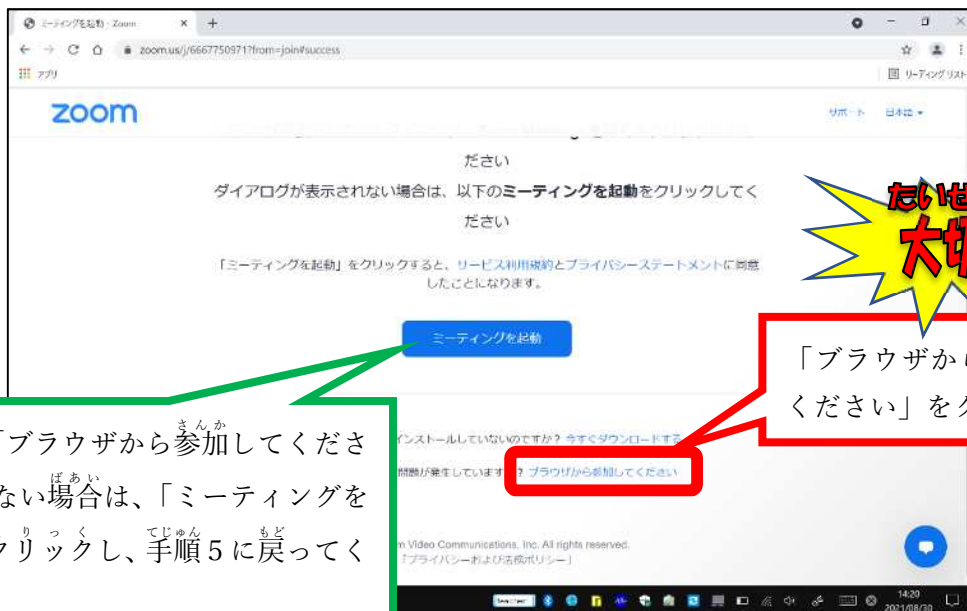 ミーティングを起動 - Zoom
zoom.us/j/6667750971?from=join#success
アプリ
リーディングリスト
zoom
サポート 日本語
ださい
ダイアログが表示されない場合は、以下のミーティングを起動をクリックしてく
ださい
「ミーティングを起動」をクリックすると、サービス利用規約とプライバシーステートメントに同意
したことになります。
ミーティングを起動
たいせ
大切
「ブラウザから
ください」をク
「ブラウザから参加してくださ
ない場合は、「ミーティングを
クリックし、手順5に戻ってく
インストールしていないのですか? 今すぐダウンロードする
問題が発生しています ? ブラウザから参加してください
m Video Communications, Inc. All rights reserved.
「プライバシーおよび法務ポリシー」
14:20
2021/08/30